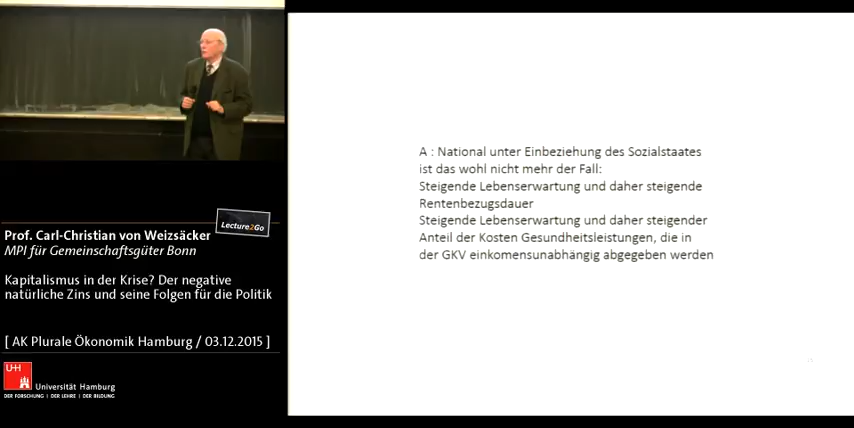 Lecture2Go
Prof. Carl-Christian von Weizsäcker
MPI für Gemeinschaftsgüter Bonn
Kapitalismus in der Krise? Der negative
natürliche Zins und seine Folgen für die Politik
[ AK Plurale Ökonomik Hamburg / 03.12.2015 ]
UH
Universität Hamburg
DER FORSCHUNG | DER LEHRE | DER BILDUNG
A : National unter Einbeziehung des Sozialstaates
ist das wohl nicht mehr der Fall:
Steigende Lebenserwartung und daher steigende
Rentenbezugsdauer
Steigende Lebenserwartung und daher steigender
Anteil der Kosten Gesundheitsleistungen, die in
der GKV einkomensunabhängig abgegeben werden